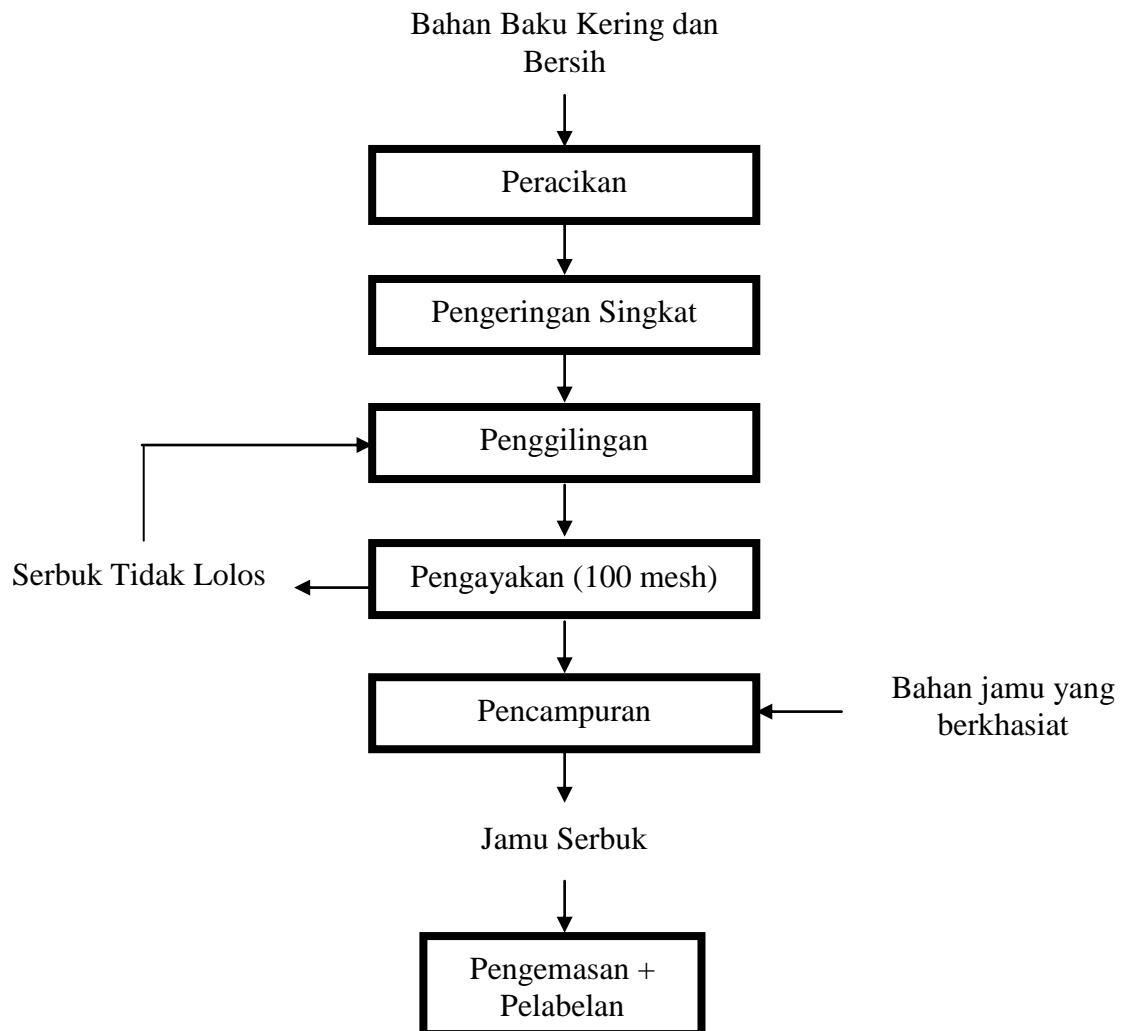 Bahan Baku Kering dan
Bersih
Peracikan
Pengeringan Singkat
Penggilingan
Serbuk Tidak Lolos
Pengayakan (100 mesh)
Pencampuran
Bahan jamu yang
berkhasiat
Jamu Serbuk
Pengemasan +
Pelabelan